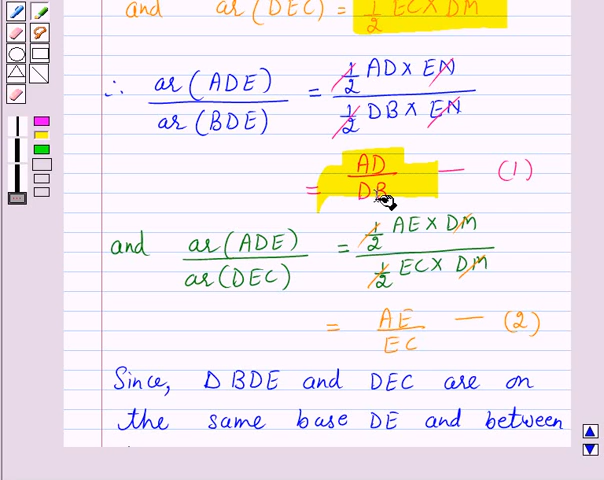 and ar(DEC) = 1/2 EC × DM
∴ ar(ADE)/ar(BDE) = (1/2 AD × EN)/(1/2 DB × EN)
= AD/DB — (1)
and ar(ADE)/ar(DEC) = (1/2 AE × DM)/(1/2 EC × DM)
= AE/EC — (2)
Since, DBDE and DEC are on
the same base DE and between